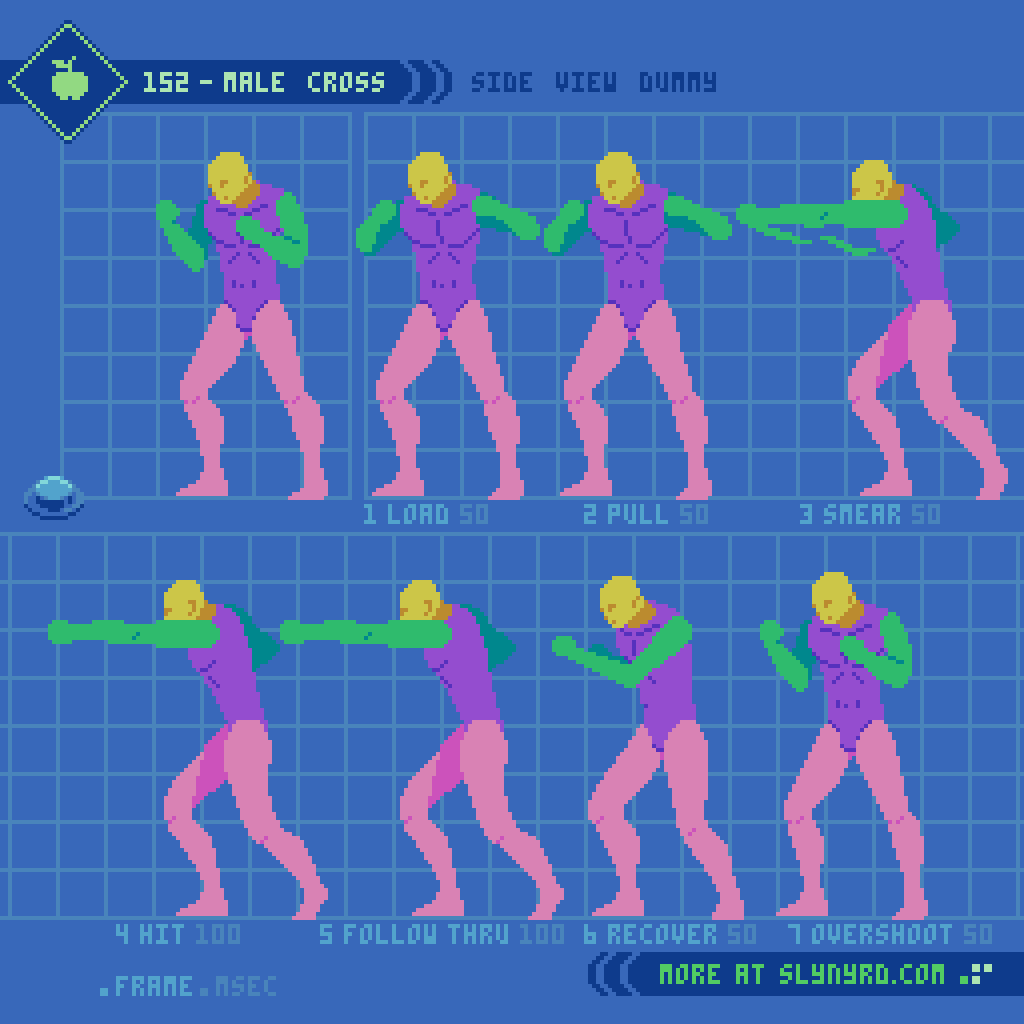 152 - MALE CROSS
SIDE VIEW DUMMY
1 LOAD 50
2 PULL 50
3 SMEAR 50
4 HIT 100
5 FOLLOW THRU 100
6 RECOVER 50
7 OVERSHOOT 50
.FRAME.MSEC
MORE AT SLYNYRD.COM